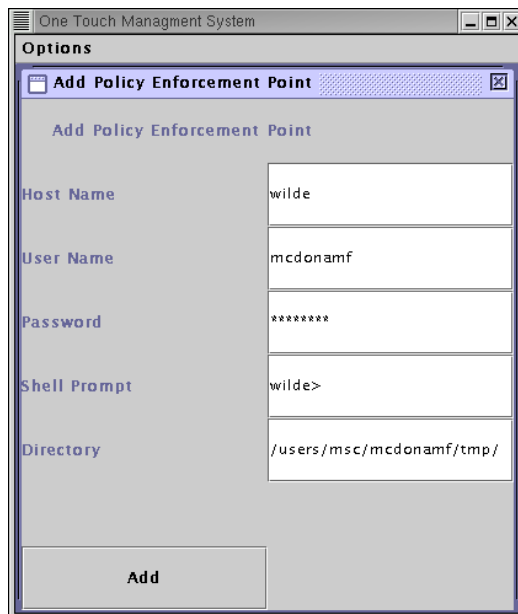 One Touch Managment System
Options
Add Policy Enforcement Point
Add Policy Enforcement Point
Host Name wilde
User Name mcdonamf
Password ********
Shell Prompt wilde>
Directory /users/msc/mcdonamf/tmp/
Add